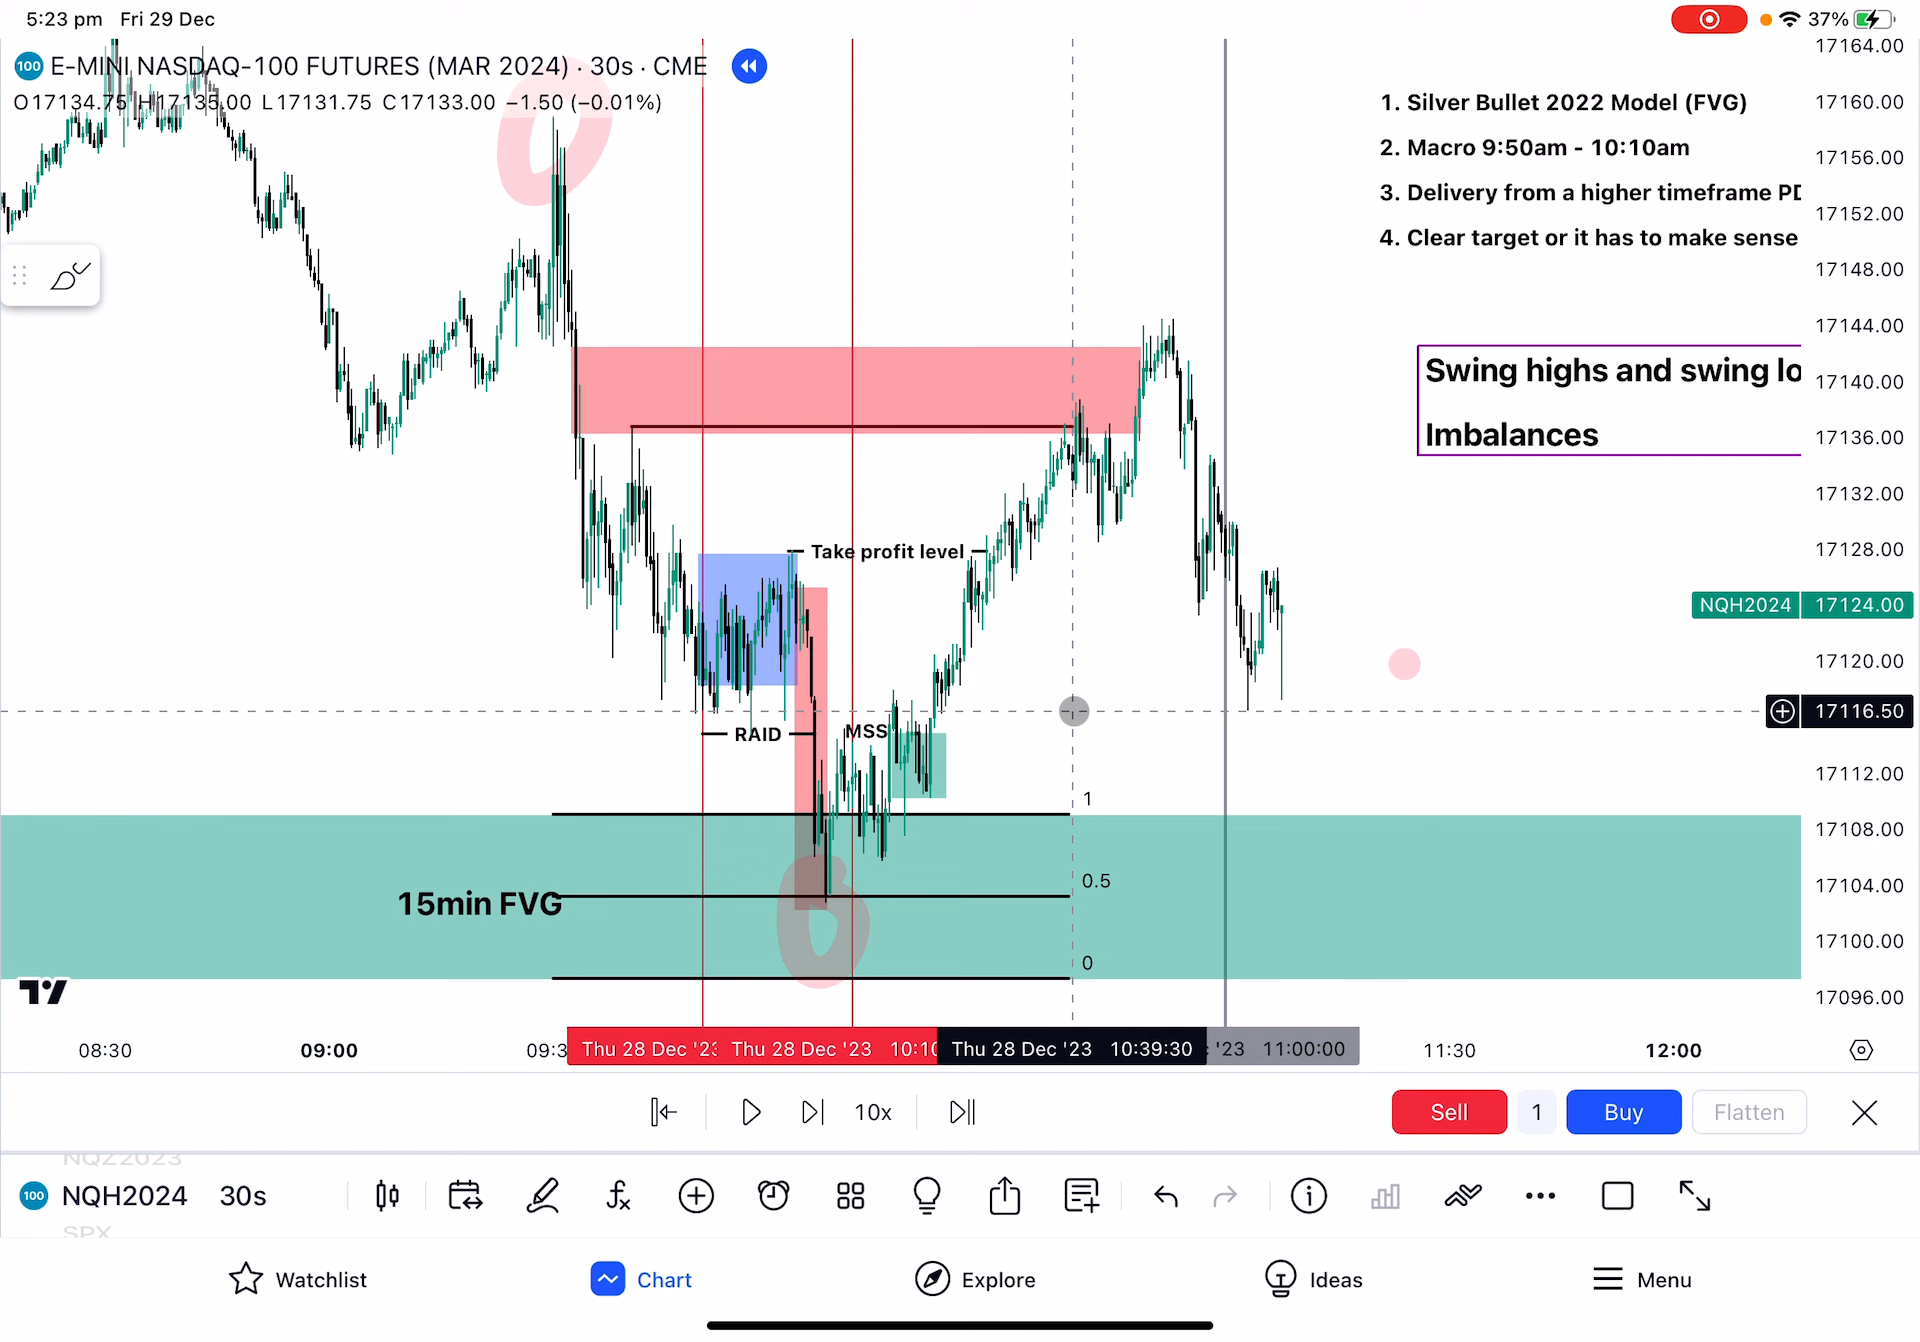 5:23 pm Fri 29 Dec
37%
100 E-MINI NASDAQ-100 FUTURES (MAR 2024) · 30s · CME
O17134.75 H17135.00 L17131.75 C17133.00 −1.50 (−0.01%)
1. Silver Bullet 2022 Model (FVG)
2. Macro 9:50am - 10:10am
3. Delivery from a higher timeframe PD
4. Clear target or it has to make sense
Swing highs and swing lo
Imbalances
17164.00
17160.00
17156.00
17152.00
17148.00
17144.00
17140.00
17136.00
17132.00
17128.00
NQH2024 17124.00
17120.00
17116.50
17112.00
17108.00
17104.00
17100.00
17096.00
Take profit level
RAID
MSS
1
0.5
0
15min FVG
08:30 09:00 09:3 Thu 28 Dec '23 Thu 28 Dec '23 10:10 Thu 28 Dec '23 10:39:30 '23 11:00:00 11:30 12:00
10x
Sell 1 Buy Flatten
NQZ2023
100 NQH2024 30s
SPX
Watchlist Chart Explore Ideas Menu